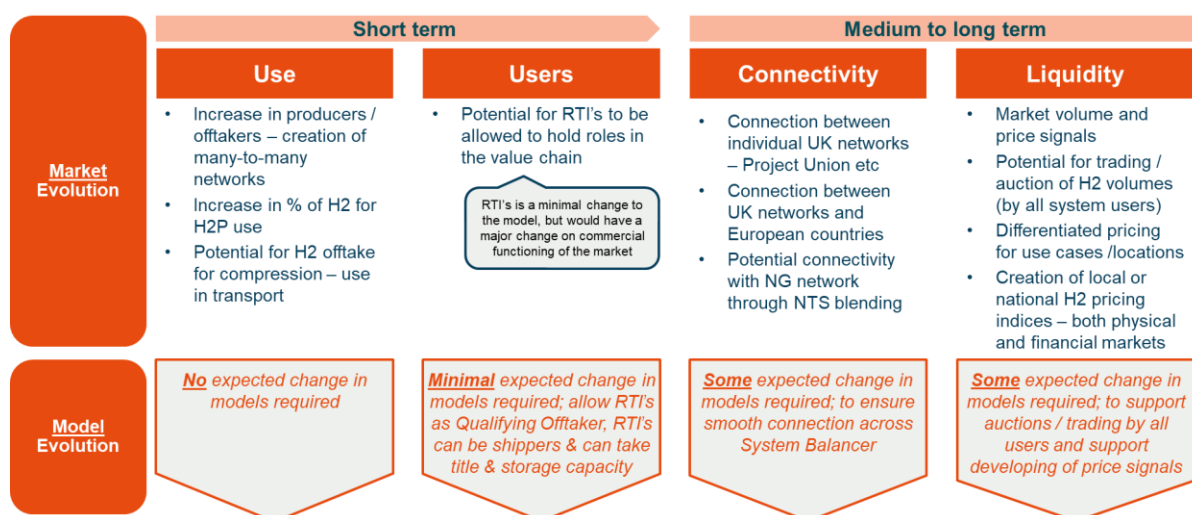 Short term
Medium to long term
Market
Evolution
Use
• Increase in producers /
offtakers – creation of
many-to-many
networks
• Increase in % of H2 for
H2P use
• Potential for H2 offtake
for compression – use
in transport
Users
• Potential for RTI's to be
allowed to hold roles in
the value chain
RTI's is a minimal change to
the model, but would have a
major change on commercial
functioning of the market
Connectivity
• Connection between
individual UK networks
– Project Union etc
• Connection between
UK networks and
European countries
• Potential connectivity
with NG network
through NTS blending
Liquidity
• Market volume and
price signals
• Potential for trading /
auction of H2 volumes
(by all system users)
• Differentiated pricing
for use cases /locations
• Creation of local or
national H2 pricing
indices – both physical
and financial markets
Model
Evolution
No expected change in
models required
Minimal expected change in
models required; allow RTI's
as Qualifying Offtaker, RTI's
can be shippers & can take
title & storage capacity
Some expected change in
models required; to ensure
smooth connection across
System Balancer
Some expected change in
models required; to support
auctions / trading by all
users and support
developing of price signals